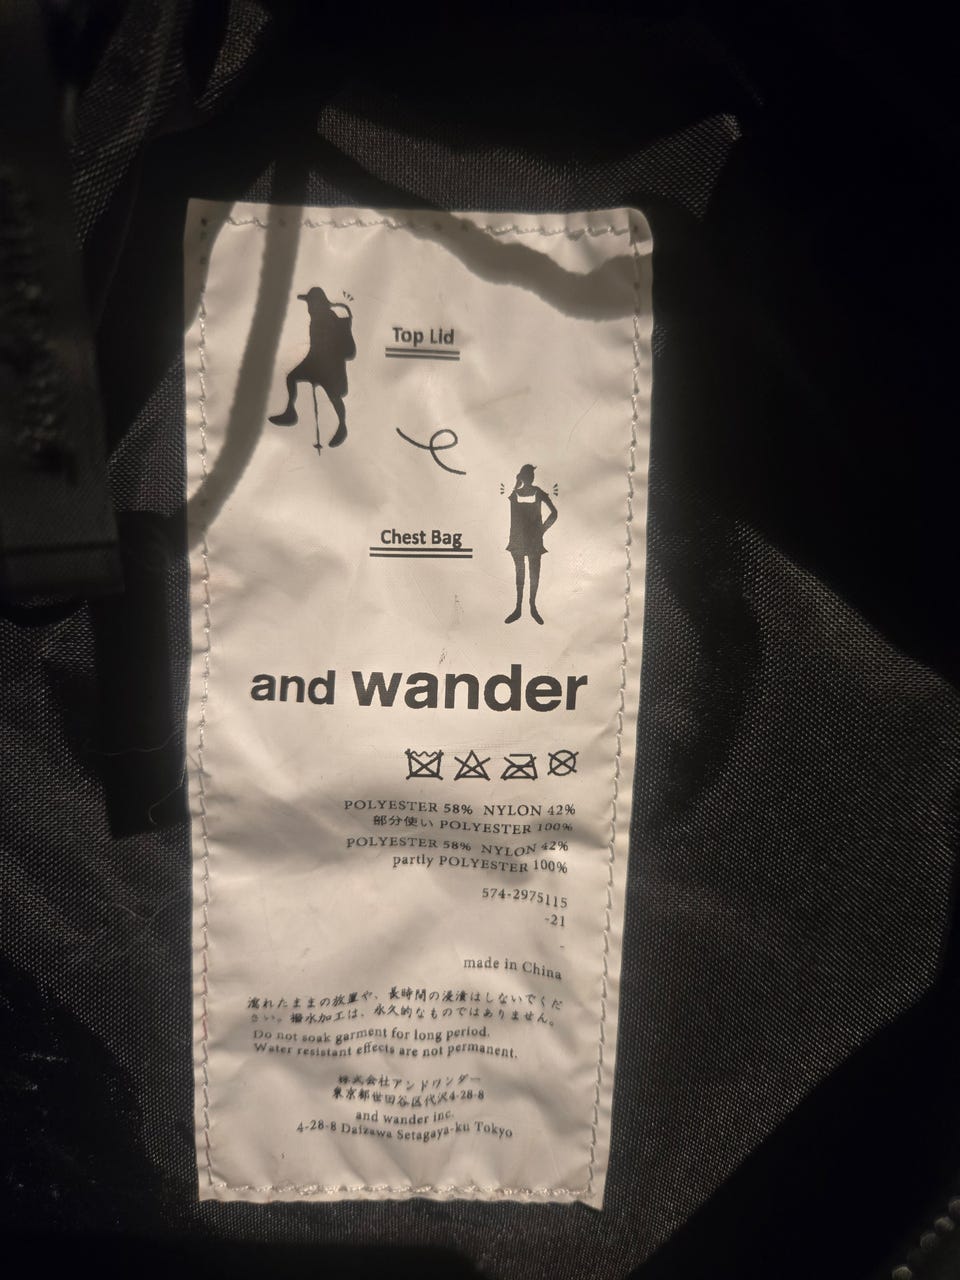 Top Lid
Chest Bag
and wander
POLYESTER 58% NYLON 42%
部分使い POLYESTER 100%
POLYESTER 58% NYLON 42%
partly POLYESTER 100%
574-2975115
-21
-
made in China
濡れたままの放置や、長時間の浸漬はしないでくだ
さい。撥水加工は、永久的なものではありません。
Do not soak garment for long period.
Water resistant effects are not permanent.
株式会社アンドワンダー
東京都世田谷区代沢4-28-8
and wander inc.
4-28-8 Daizawa Setagaya-ku Tokyo